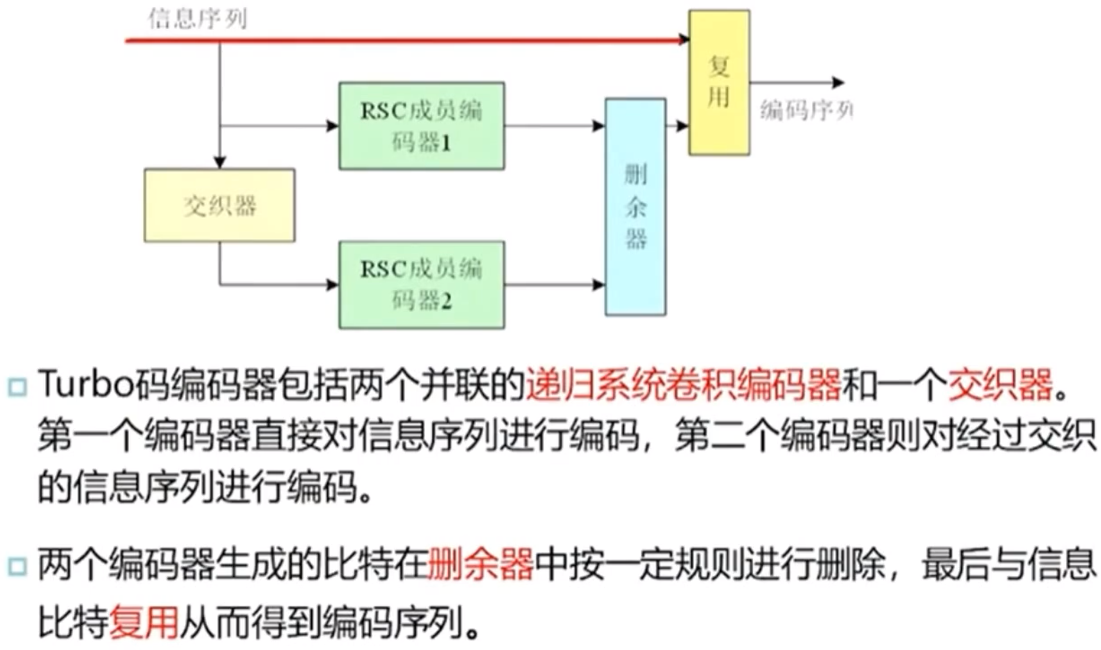 信息序列
复用
RSC成员编
码器1
编码序列
删余器
交织器
RSC成员编
码器2
Turbo码编码器包括两个并联的递归系统卷积编码器和一个交织器。
第一个编码器直接对信息序列进行编码，第二个编码器则对经过交织
的信息序列进行编码。
两个编码器生成的比特在删余器中按一定规则进行删除，最后与信息
比特复用从而得到编码序列。